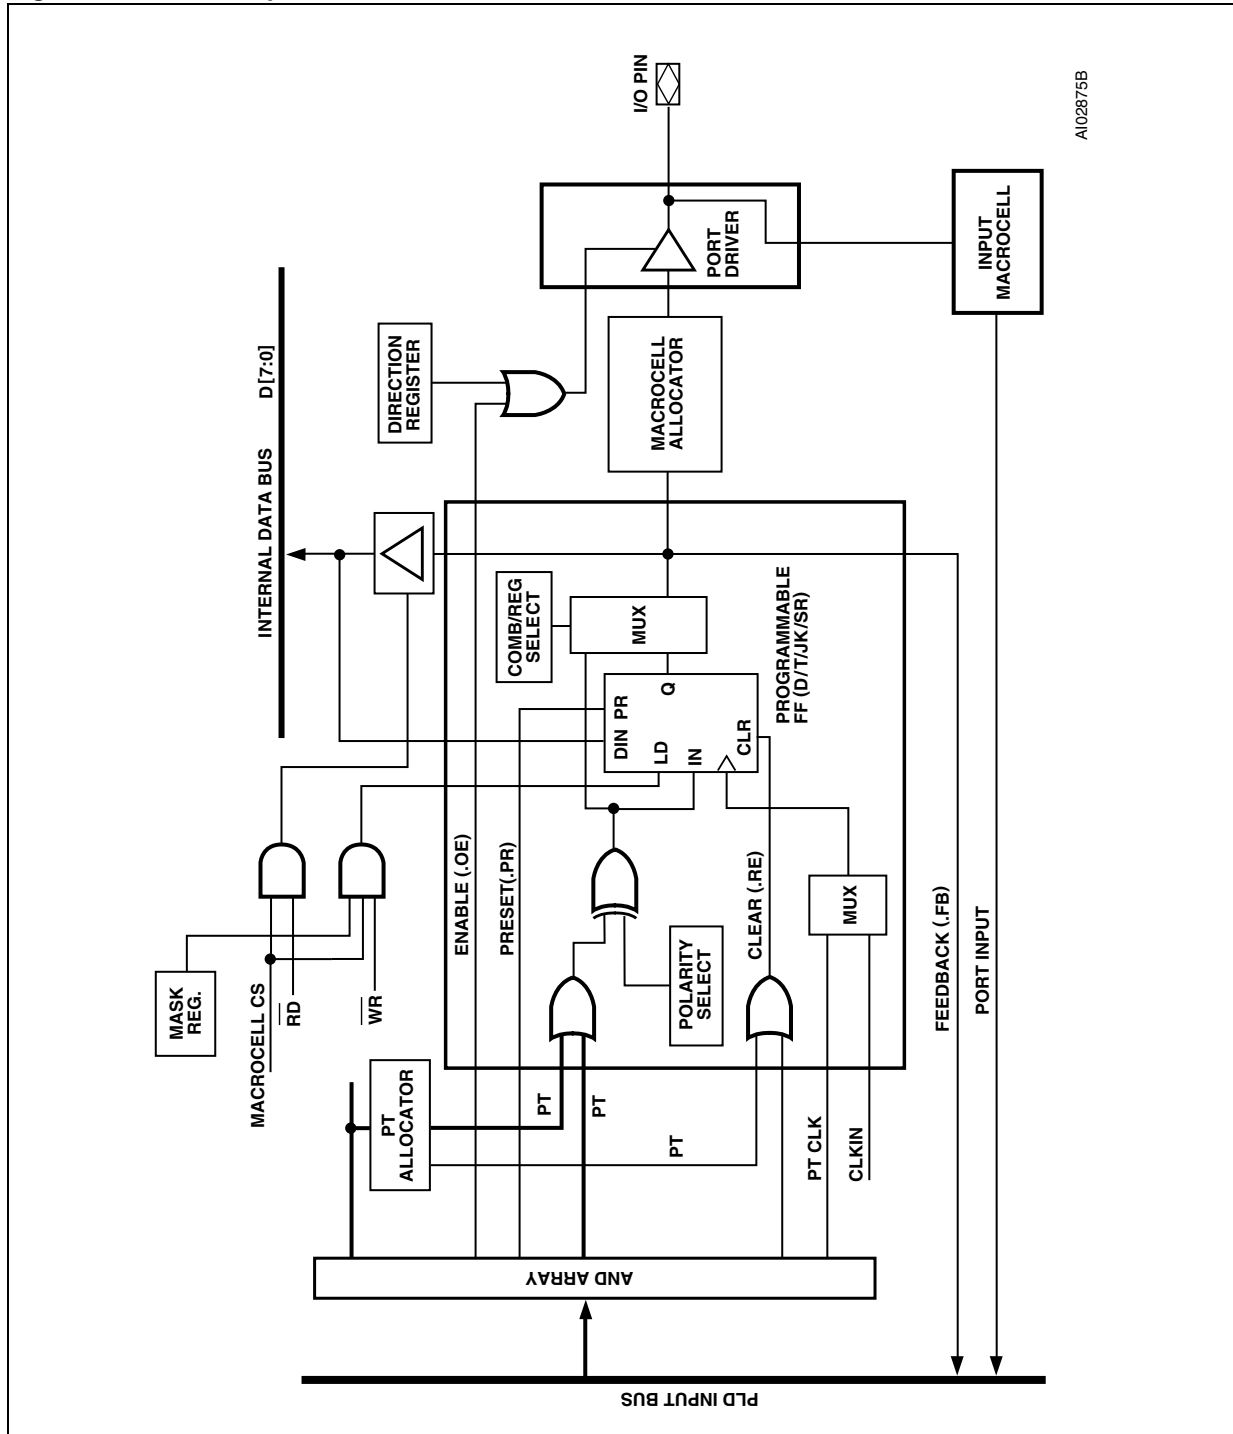 MASK
REG.
MACROCELL CS
RD
WR
INTERNAL DATA BUS D[7:0]
DIRECTION
REGISTER
I/O PIN
AI02875B
PT
ALLOCATOR
ENABLE (.OE)
PRESET(.PR)
COMB/REG
SELECT
MUX
DIN PR
LD
IN
Q
CLR
PROGRAMMABLE
FF (D/T/JK/SR)
MACROCELL
ALLOCATOR
PORT
DRIVER
INPUT
MACROCELL
PT
PT
PT
POLARITY
SELECT
CLEAR (.RE)
MUX
PT CLK
CLKIN
FEEDBACK (.FB)
PORT INPUT
AND ARRAY
PLD INPUT BUS